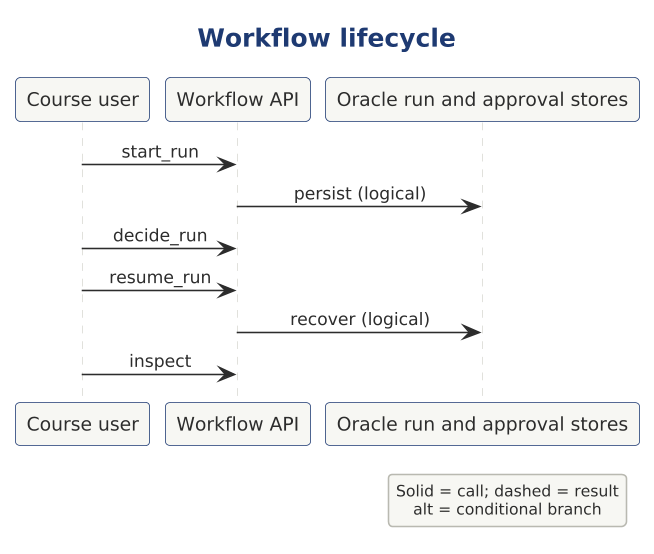 Workflow lifecycle
Course user
Workflow API
Oracle run and approval stores
start_run
persist (logical)
decide_run
resume_run
recover (logical)
inspect
Course user
Workflow API
Oracle run and approval stores
Solid = call; dashed = result
alt = conditional branch